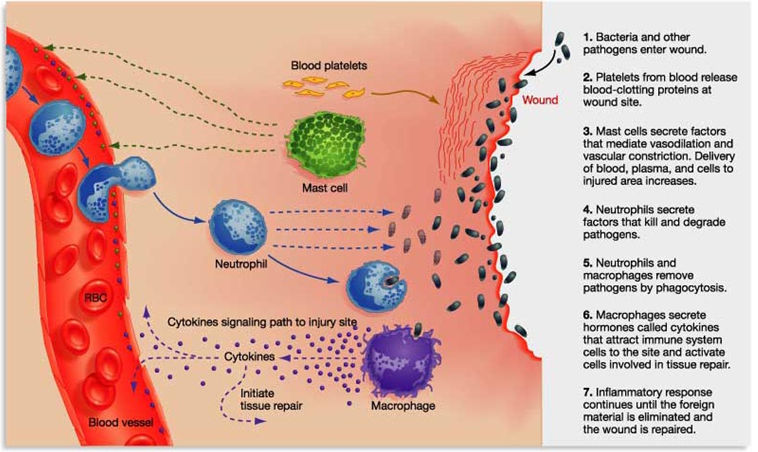 Blood platelets
Wound
Mast cell
Neutrophil
RBC
Cytokines signaling path to injury site
Cytokines
Initiate
tissue repair
Macrophage
Blood vessel
1. Bacteria and other
pathogens enter wound.
2. Platelets from blood release
blood-clotting proteins at
wound site.
3. Mast cells secrete factors
that mediate vasodilation and
vascular constriction. Delivery
of blood, plasma, and cells to
injured area increases.
4. Neutrophils secrete
factors that kill and degrade
pathogens.
5. Neutrophils and
macrophages remove
pathogens by phagocytosis.
6. Macrophages secrete
hormones called cytokines
that attract immune system
cells to the site and activate
cells involved in tissue repair.
7. Inflammatory response
continues until the foreign
material is eliminated and
the wound is repaired.